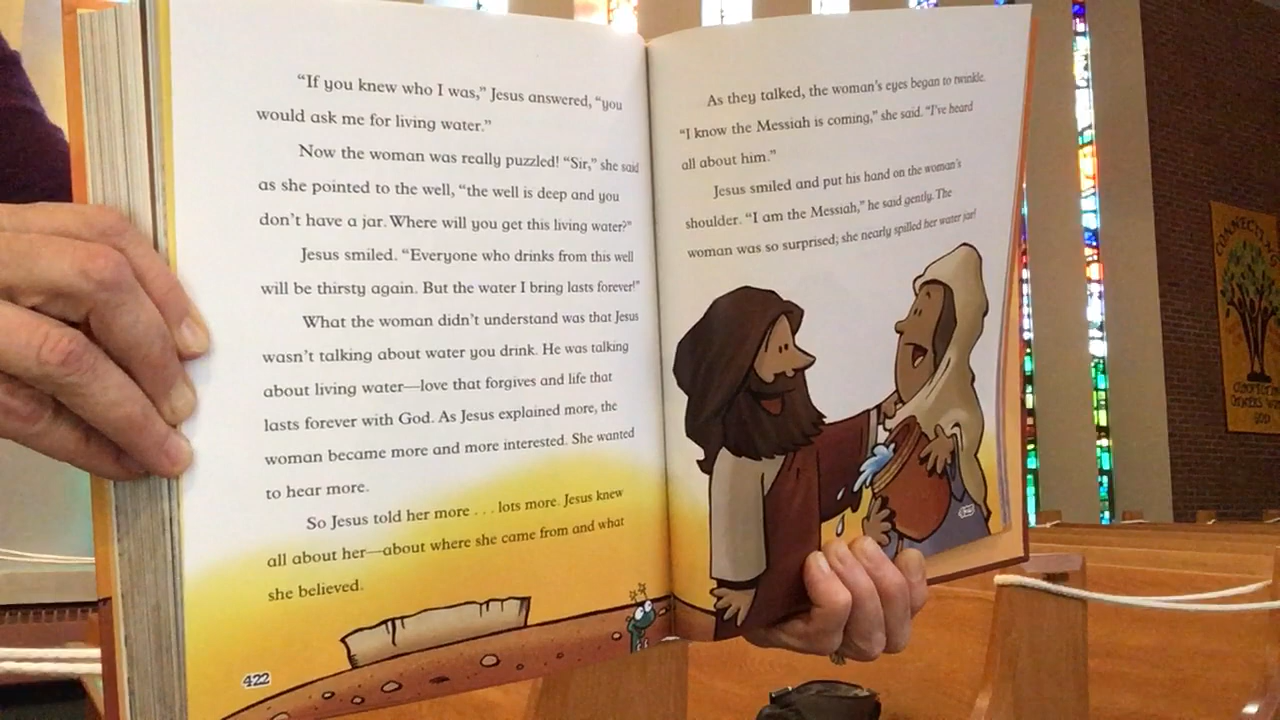 “If you knew who I was,” Jesus answered, “you
would ask me for living water.”
Now the woman was really puzzled! “Sir,” she said
as she pointed to the well, “the well is deep and you
don’t have a jar. Where will you get this living water?”
Jesus smiled. “Everyone who drinks from this well
will be thirsty again. But the water I bring lasts forever!”
What the woman didn’t understand was that Jesus
wasn’t talking about water you drink. He was talking
about living water—love that forgives and life that
lasts forever with God. As Jesus explained more, the
woman became more and more interested. She wanted
to hear more.
So Jesus told her more . . . lots more. Jesus knew
all about her—about where she came from and what
she believed.
422
As they talked, the woman’s eyes began to twinkle.
“I know the Messiah is coming,” she said. “I’ve heard
all about him.”
Jesus smiled and put his hand on the woman’s
shoulder. “I am the Messiah,” he said gently. The
woman was so surprised; she nearly spilled her water jar!
CONNECTING
GOD